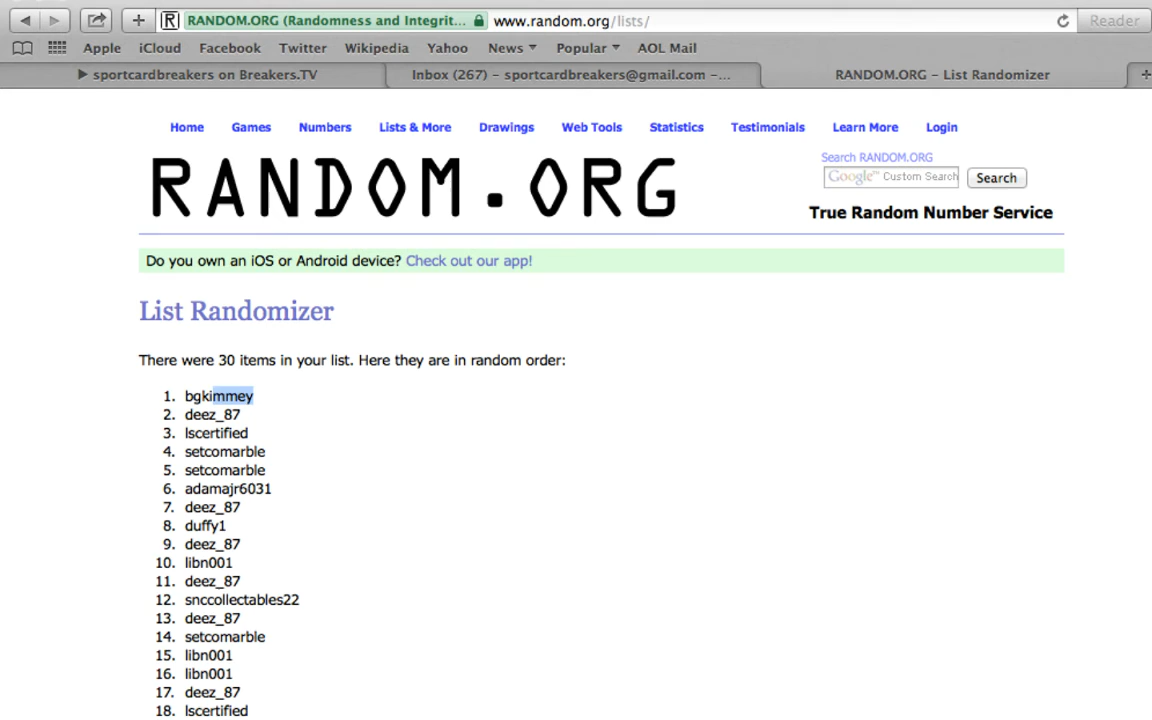 RANDOM.ORG (Randomness and Integrit... www.random.org/lists/ Reader
Apple iCloud Facebook Twitter Wikipedia Yahoo News Popular AOL Mail
sportcardbreakers on Breakers.TV Inbox (267) – sportcardbreakers@gmail.com –... RANDOM.ORG – List Randomizer
Home Games Numbers Lists & More Drawings Web Tools Statistics Testimonials Learn More Login
Search RANDOM.ORG
RANDOM.ORG
Google™ Custom Search Search
True Random Number Service
Do you own an iOS or Android device? Check out our app!
List Randomizer
There were 30 items in your list. Here they are in random order:
1. bgkimmey
2. deez_87
3. lscertified
4. setcomarble
5. setcomarble
6. adamajr6031
7. deez_87
8. duffy1
9. deez_87
10. libn001
11. deez_87
12. snccollectables22
13. deez_87
14. setcomarble
15. libn001
16. libn001
17. deez_87
18. lscertified